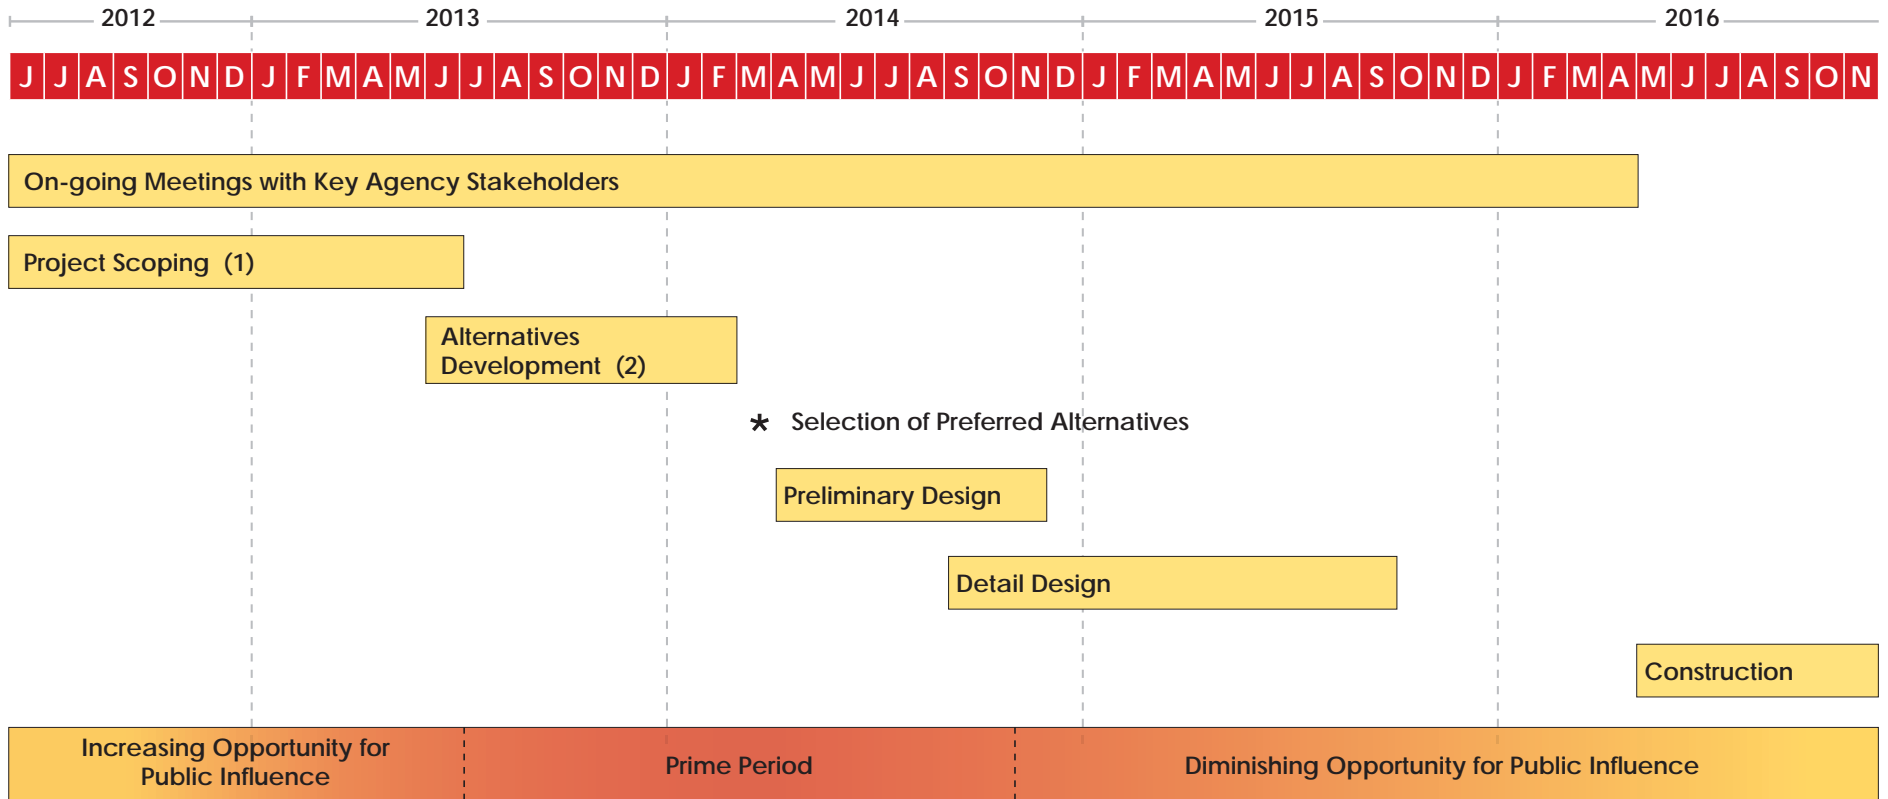 2012 2013 2014 2015 2016
J J A S O N D J F M A M J J A S O N D J F M A M J J A S O N D J F M A M J J A S O N D J F M A M J J A S O N
On-going Meetings with Key Agency Stakeholders
Project Scoping (1)
Alternatives
Development (2)
* Selection of Preferred Alternatives
Preliminary Design
Detail Design
Construction
Increasing Opportunity for
Public Influence
Prime Period
Diminishing Opportunity for Public Influence